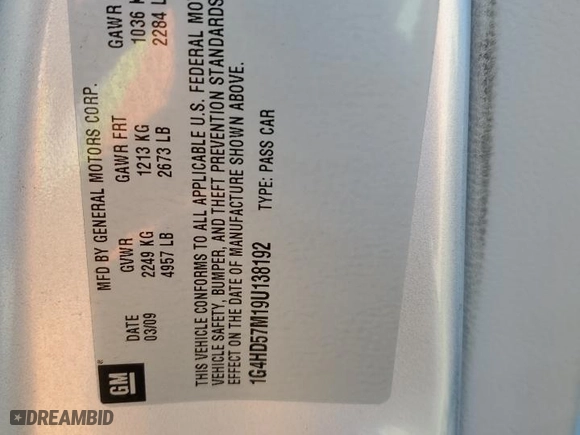 MFD BY GENERAL MOTORS CORP.
DATE GVWR GAWR FRT GAWR
03/09 2249 KG 1213 KG 1036 K
4957 LB 2673 LB 2284 L
THIS VEHICLE CONFORMS TO ALL APPLICABLE U.S. FEDERAL MO
VEHICLE SAFETY, BUMPER, AND THEFT PREVENTION STANDARDS
EFFECT ON THE DATE OF MANUFACTURE SHOWN ABOVE.
1G4HD57M19U138192 TYPE: PASS CAR
GM
DREAMBID